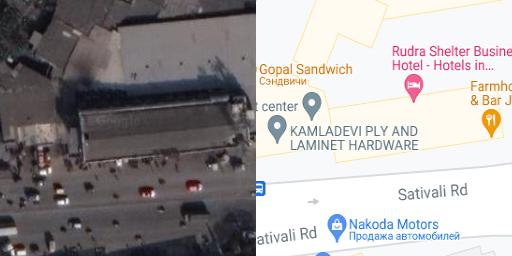 Rudra Shelter Busine
Hotel - Hotels in...
Gopal Sandwich
Сэндвичи
Farmho
& Bar J
t center
KAMLADEVI PLY AND
LAMINET HARDWARE
Sativali Rd
Nakoda Motors
Продажа автомобилей
ativali Rd